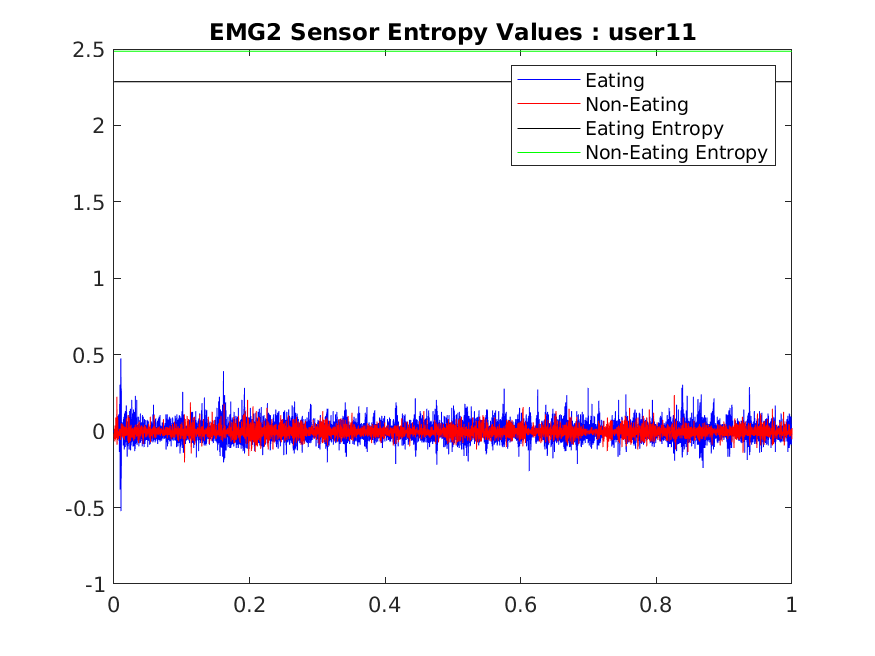 EMG2 Sensor Entropy Values : user11
2.5
2
1.5
1
0.5
0
-0.5
-1
Eating
Non-Eating
Eating Entropy
Non-Eating Entropy
0 0.2 0.4 0.6 0.8 1